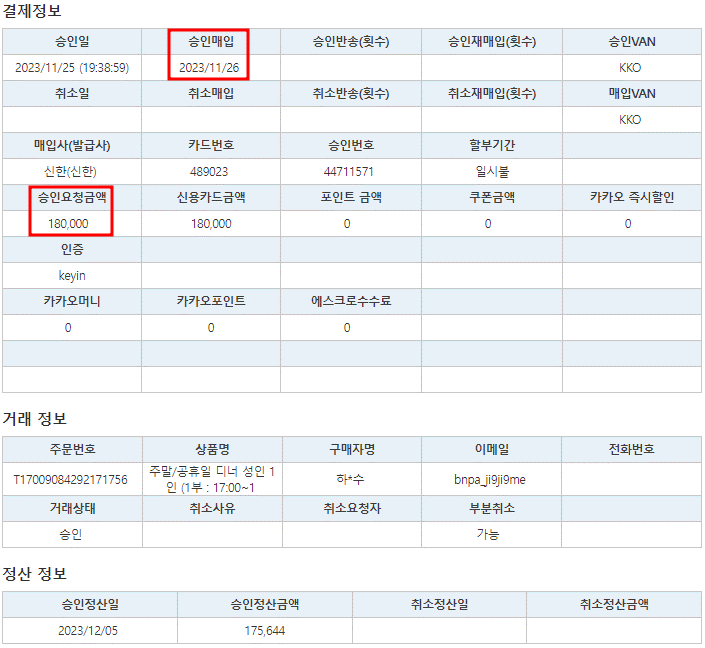 결제정보
승인일 승인매입 승인반송(횟수) 승인재매입(횟수) 승인VAN
2023/11/25 (19:38:59) 2023/11/26 KKO
취소일 취소매입 취소반송(횟수) 취소재매입(횟수) 매입VAN
KKO
매입사(발급사) 카드번호 승인번호 할부기간
신한(신한) 489023 44711571 일시불
승인요청금액 신용카드금액 포인트 금액 쿠폰금액 카카오 즉시할인
180,000 180,000 0 0 0
인증
keyin
카카오머니 카카오포인트 에스크로수수료
0 0 0
거래 정보
주문번호 상품명 구매자명 이메일 전화번호
T17009084292171756 주말/공휴일 디너 성인 1 하*수 bnpa_ji9ji9me
인 (1부 : 17:00~1
거래상태 취소사유 취소요청자 부분취소
승인 가능
정산 정보
승인정산일 승인정산금액 취소정산일 취소정산금액
2023/12/05 175,644